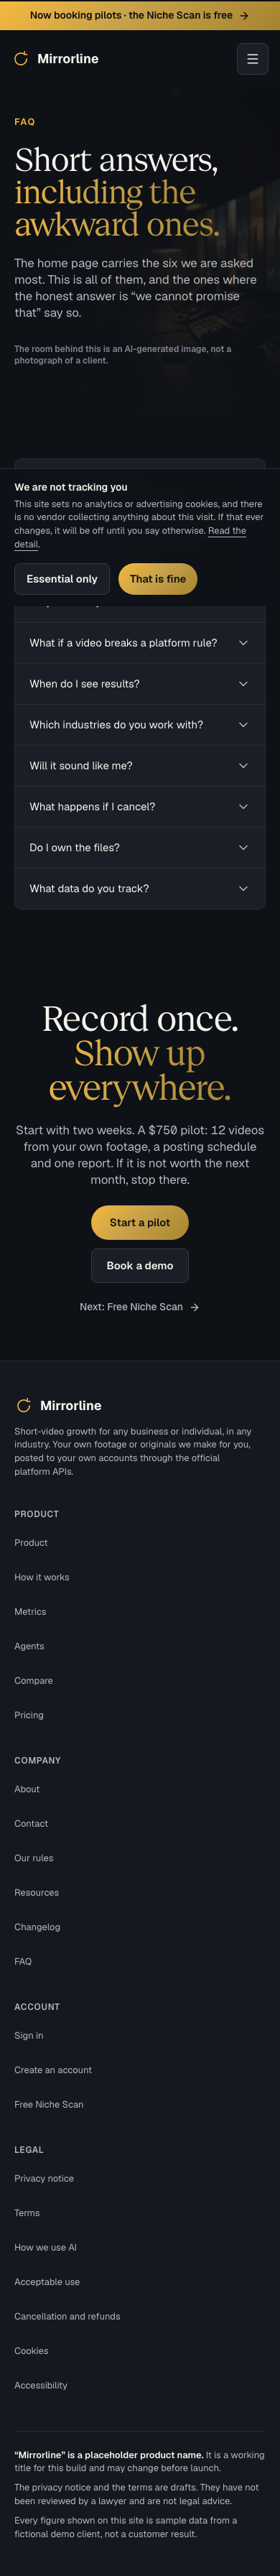 Now booking pilots · the Niche Scan is free →
Mirrorline
FAQ
Short answers,
including the
awkward ones.
The home page carries the six we are asked
most. This is all of them, and the ones where
the honest answer is “we cannot promise
that” say so.
The room behind this is an AI-generated image, not a
photograph of a client.
We are not tracking you
This site sets no analytics or advertising cookies, and there
is no vendor collecting anything about this visit. If that ever
changes, it will be off until you say otherwise. Read the
detail.
Essential only
That is fine
What if a video breaks a platform rule?
When do I see results?
Which industries do you work with?
Will it sound like me?
What happens if I cancel?
Do I own the files?
What data do you track?
Record once.
Show up
everywhere.
Start with two weeks. A $750 pilot: 12 videos
from your own footage, a posting schedule
and one report. If it is not worth the next
month, stop there.
Start a pilot
Book a demo
Next: Free Niche Scan →
Mirrorline
Short-video growth for any business or individual, in any
industry. Your own footage or originals we make for you,
posted to your own accounts through the official
platform APIs.
PRODUCT
Product
How it works
Metrics
Agents
Compare
Pricing
COMPANY
About
Contact
Our rules
Resources
Changelog
FAQ
ACCOUNT
Sign in
Create an account
Free Niche Scan
LEGAL
Privacy notice
Terms
How we use AI
Acceptable use
Cancellation and refunds
Cookies
Accessibility
“Mirrorline” is a placeholder product name. It is a working
title for this build and may change before launch.
The privacy notice and the terms are drafts. They have not
been reviewed by a lawyer and are not legal advice.
Every figure shown on this site is sample data from a
fictional demo client, not a customer result.